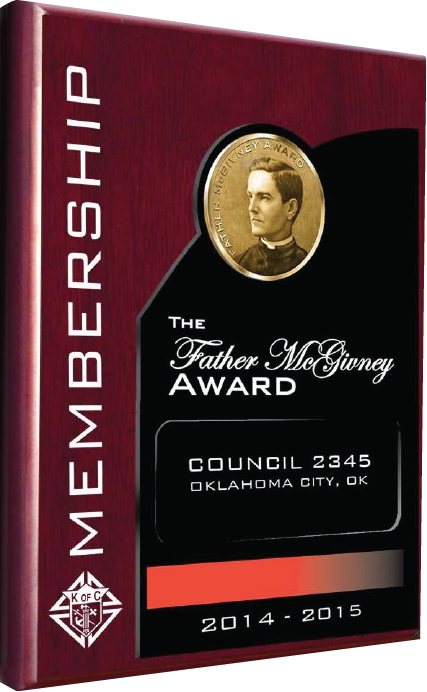 MEMBERSHIP
FATHER McGIVNEY AWARD
THE
Father McGivney
AWARD
COUNCIL 2345
OKLAHOMA CITY, OK
K OF C
2014 - 2015